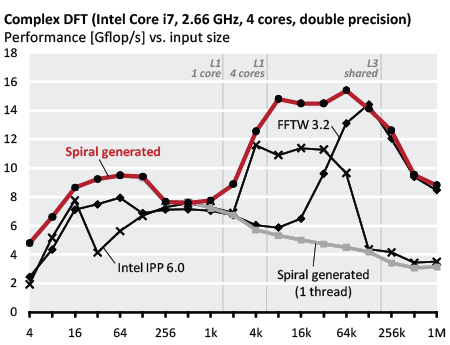 Complex DFT (Intel Core i7, 2.66 GHz, 4 cores, double precision)
Performance [Gflop/s] vs. input size
18
16
14
12
10
8
6
4
2
0
L1
1 core
L1
4 cores
L3
shared
FFTW 3.2
Spiral generated
Intel IPP 6.0
Spiral generated
(1 thread)
4 16 64 256 1k 4k 16k 64k 256k 1M